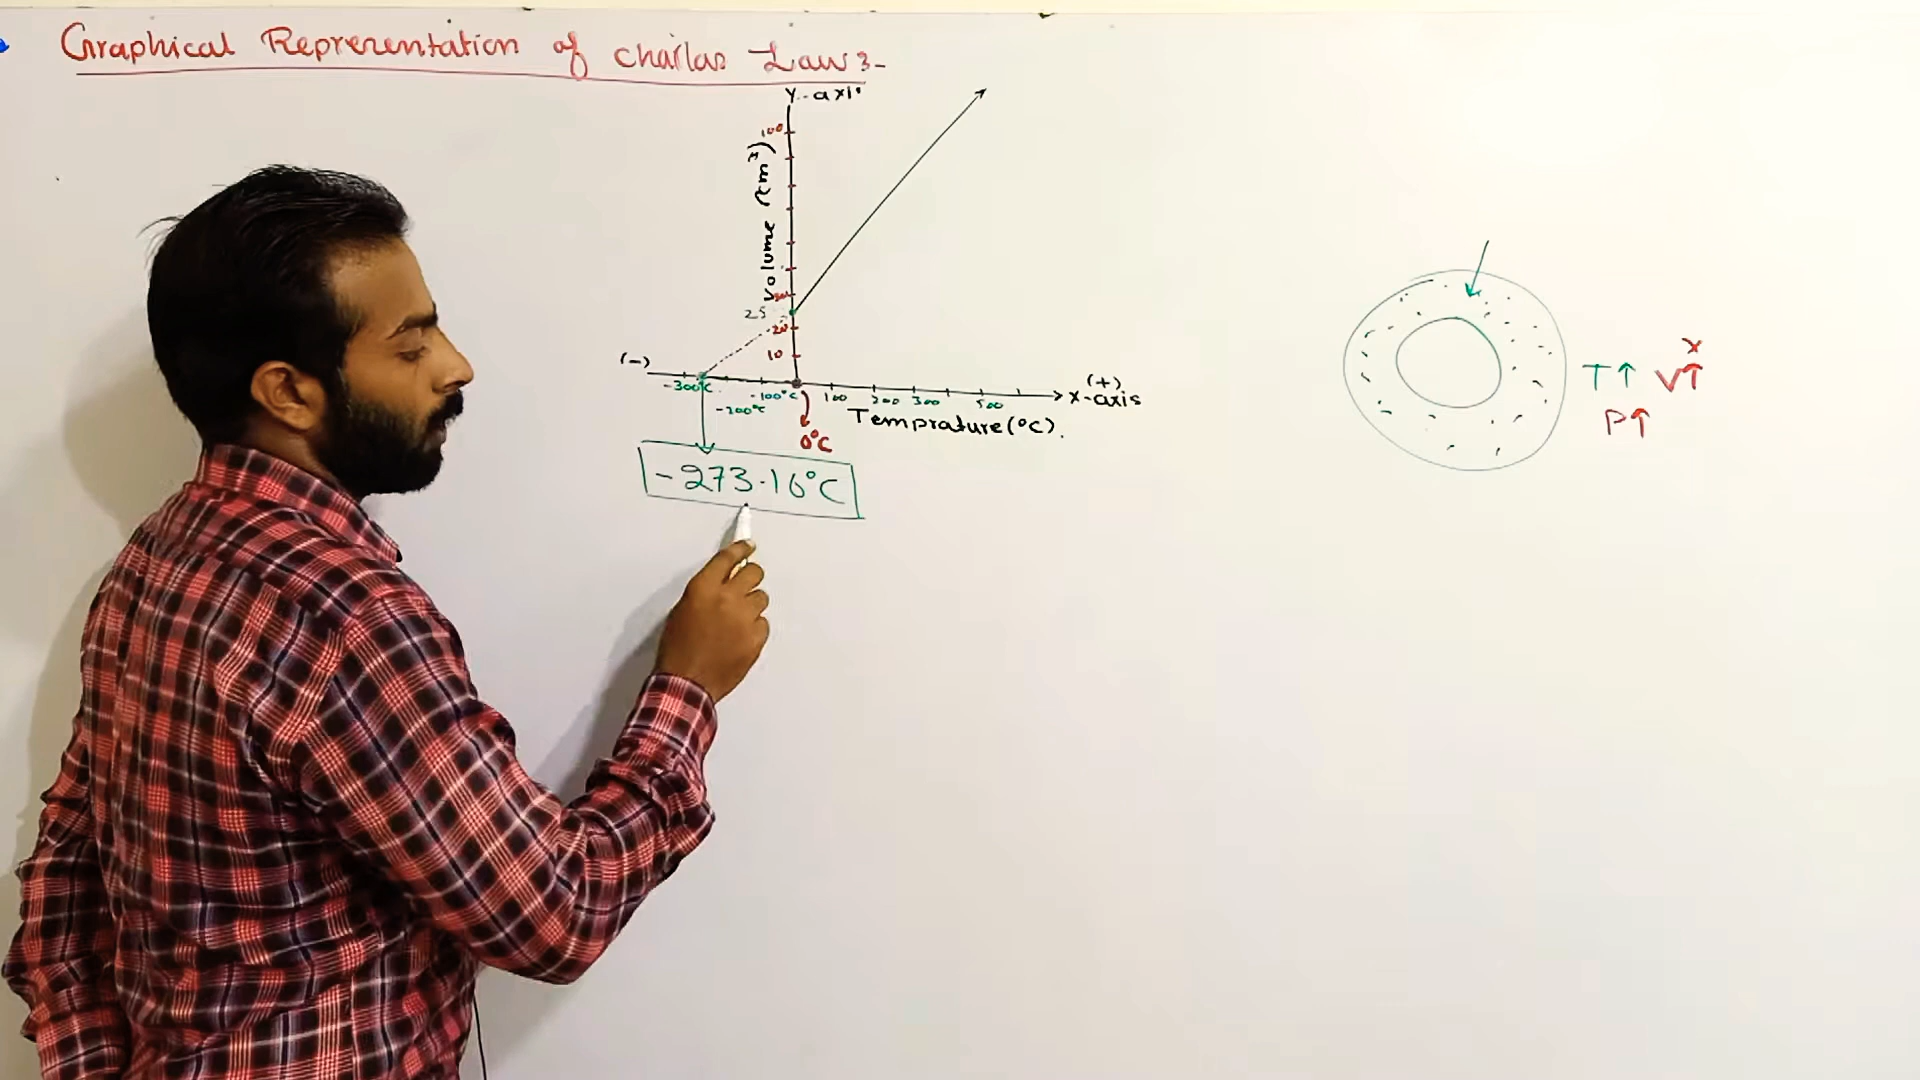 Graphical Reprerentation of Charlas Law :-
Y-axis
100
Volume (cm³)
30
25
20
10
(-)
-300°C
-200°C
-100°C
100
200
300
500
(+)
x-axis
0°C
Temprature (°C).
-273.16°C
T↑ V↑
x
P↑